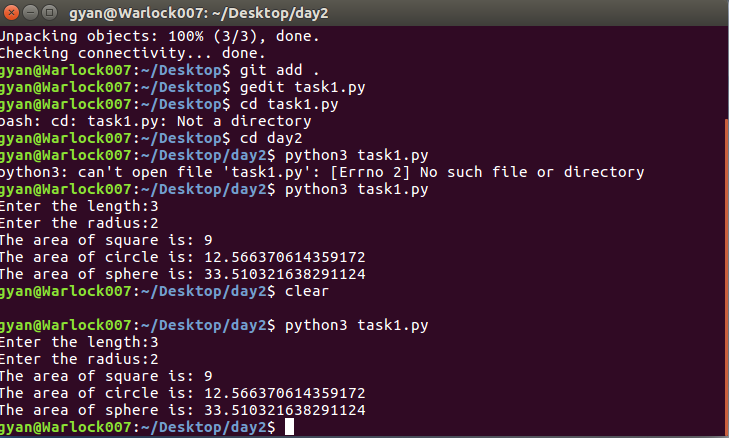 gyan@Warlock007: ~/Desktop/day2
Unpacking objects: 100% (3/3), done.
Checking connectivity... done.
gyan@Warlock007:~/Desktop$ git add .
gyan@Warlock007:~/Desktop$ gedit task1.py
gyan@Warlock007:~/Desktop$ cd task1.py
bash: cd: task1.py: Not a directory
gyan@Warlock007:~/Desktop$ cd day2
gyan@Warlock007:~/Desktop/day2$ python3 task1.py
python3: can't open file 'task1.py': [Errno 2] No such file or directory
gyan@Warlock007:~/Desktop/day2$ python3 task1.py
Enter the length:3
Enter the radius:2
The area of square is: 9
The area of circle is: 12.566370614359172
The area of sphere is: 33.510321638291124
gyan@Warlock007:~/Desktop/day2$ clear
gyan@Warlock007:~/Desktop/day2$ python3 task1.py
Enter the length:3
Enter the radius:2
The area of square is: 9
The area of circle is: 12.566370614359172
The area of sphere is: 33.510321638291124
gyan@Warlock007:~/Desktop/day2$